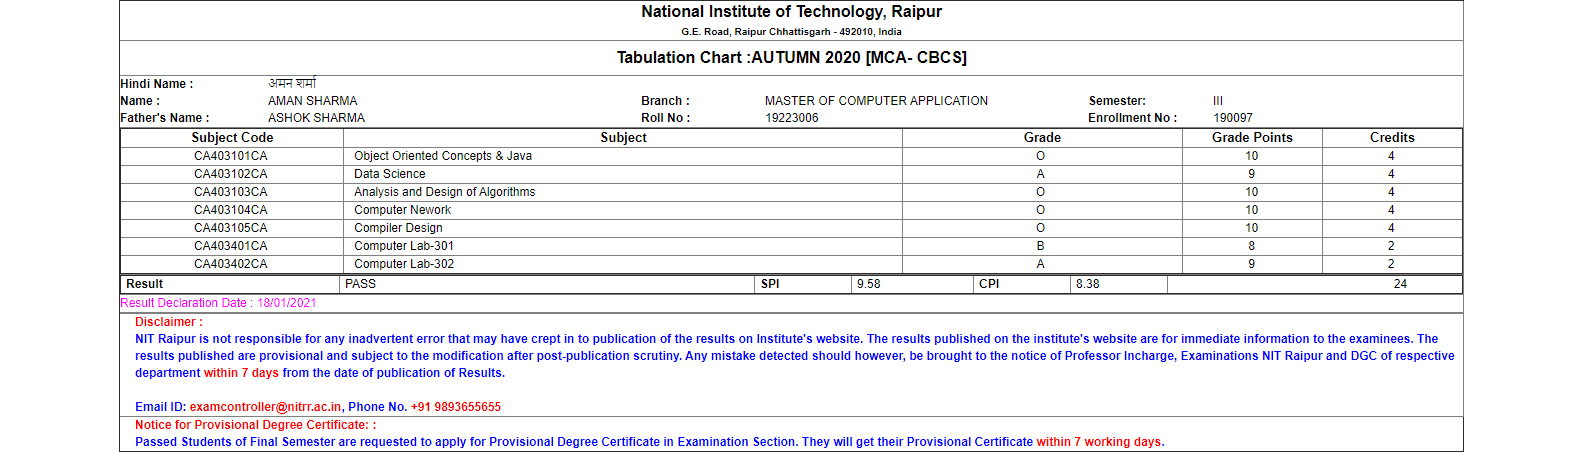 National Institute of Technology, Raipur
G.E. Road, Raipur Chhattisgarh - 492010, India
Tabulation Chart :AUTUMN 2020 [MCA- CBCS]
Hindi Name : अमन शर्मा
Name : AMAN SHARMA Branch : MASTER OF COMPUTER APPLICATION Semester: III
Father's Name : ASHOK SHARMA Roll No : 19223006 Enrollment No : 190097
Subject Code Subject Grade Grade Points Credits
CA403101CA Object Oriented Concepts & Java O 10 4
CA403102CA Data Science A 9 4
CA403103CA Analysis and Design of Algorithms O 10 4
CA403104CA Computer Nework O 10 4
CA403105CA Compiler Design O 10 4
CA403401CA Computer Lab-301 B 8 2
CA403402CA Computer Lab-302 A 9 2
Result PASS SPI 9.58 CPI 8.38 24
Result Declaration Date : 18/01/2021
Disclaimer :
NIT Raipur is not responsible for any inadvertent error that may have crept in to publication of the results on Institute's website. The results published on the institute's website are for immediate information to the examinees. The
results published are provisional and subject to the modification after post-publication scrutiny. Any mistake detected should however, be brought to the notice of Professor Incharge, Examinations NIT Raipur and DGC of respective
department within 7 days from the date of publication of Results.
Email ID: examcontroller@nitrr.ac.in, Phone No. +91 9893655655
Notice for Provisional Degree Certificate: :
Passed Students of Final Semester are requested to apply for Provisional Degree Certificate in Examination Section. They will get their Provisional Certificate within 7 working days.